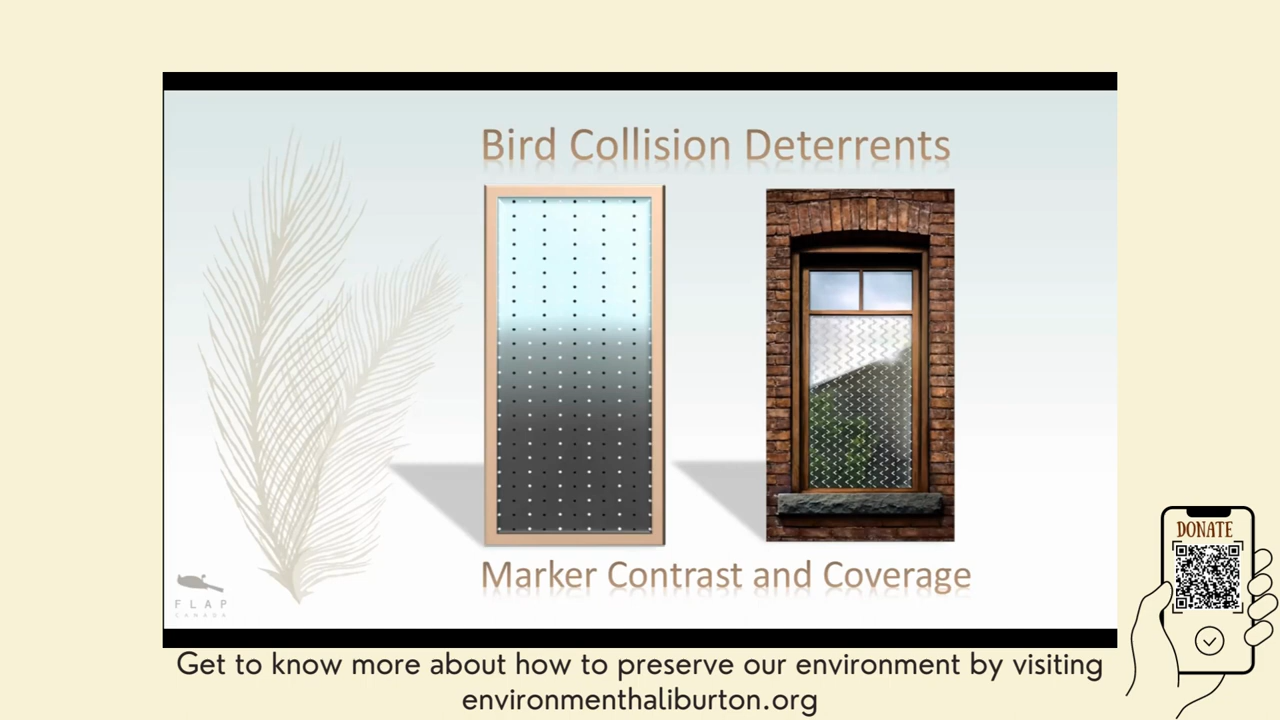 Bird Collision Deterrents
Marker Contrast and Coverage
FLAP
CANADA
DONATE
Get to know more about how to preserve our environment by visiting
environmenthaliburton.org